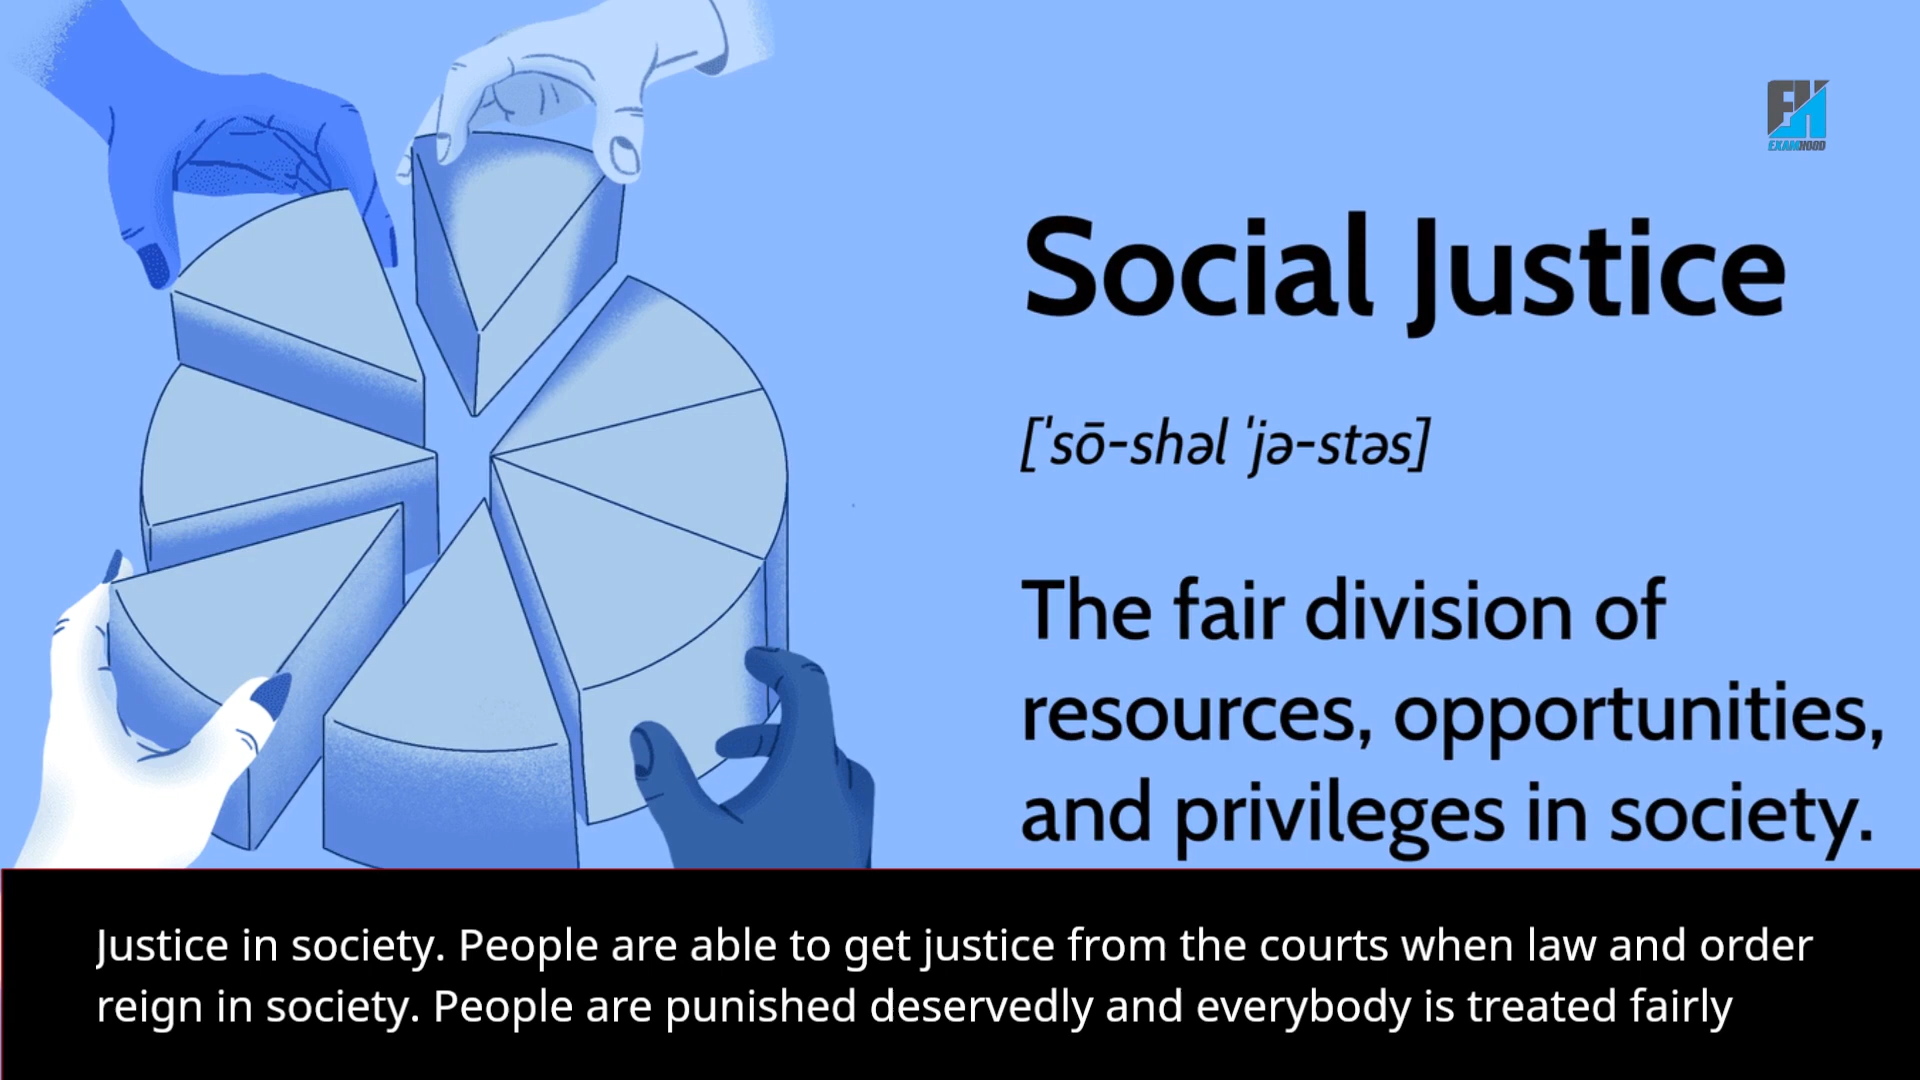 EH
EXAMHOOD
Social Justice
[ˈsō-shəl ˈjə-stəs]
The fair division of
resources, opportunities,
and privileges in society.
Justice in society. People are able to get justice from the courts when law and order
reign in society. People are punished deservedly and everybody is treated fairly